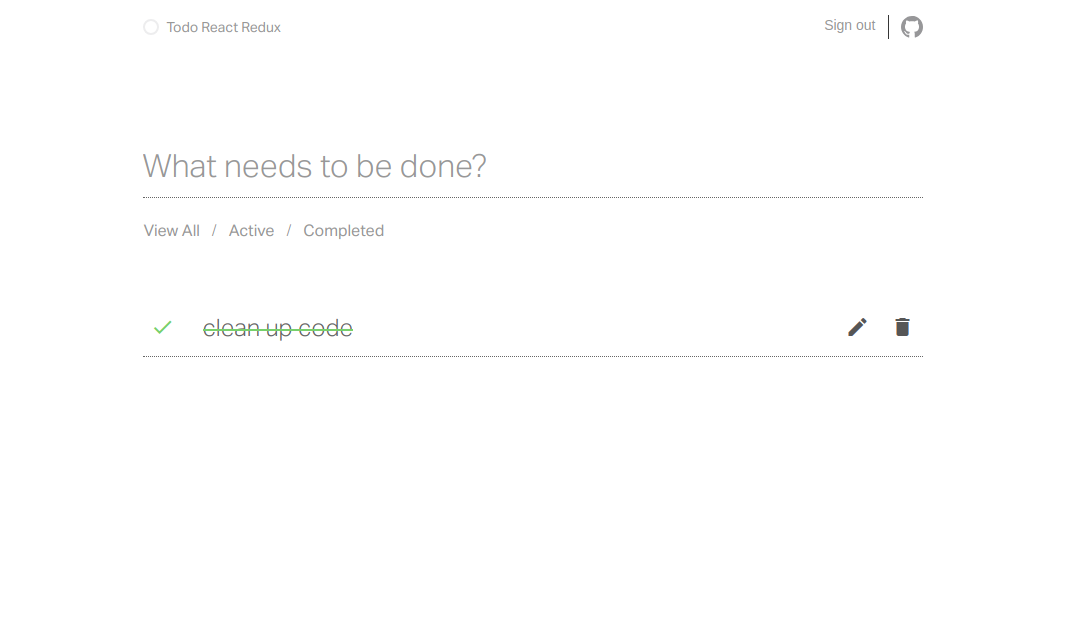 Todo React Redux
Sign out
What needs to be done?
View All / Active / Completed
clean up code